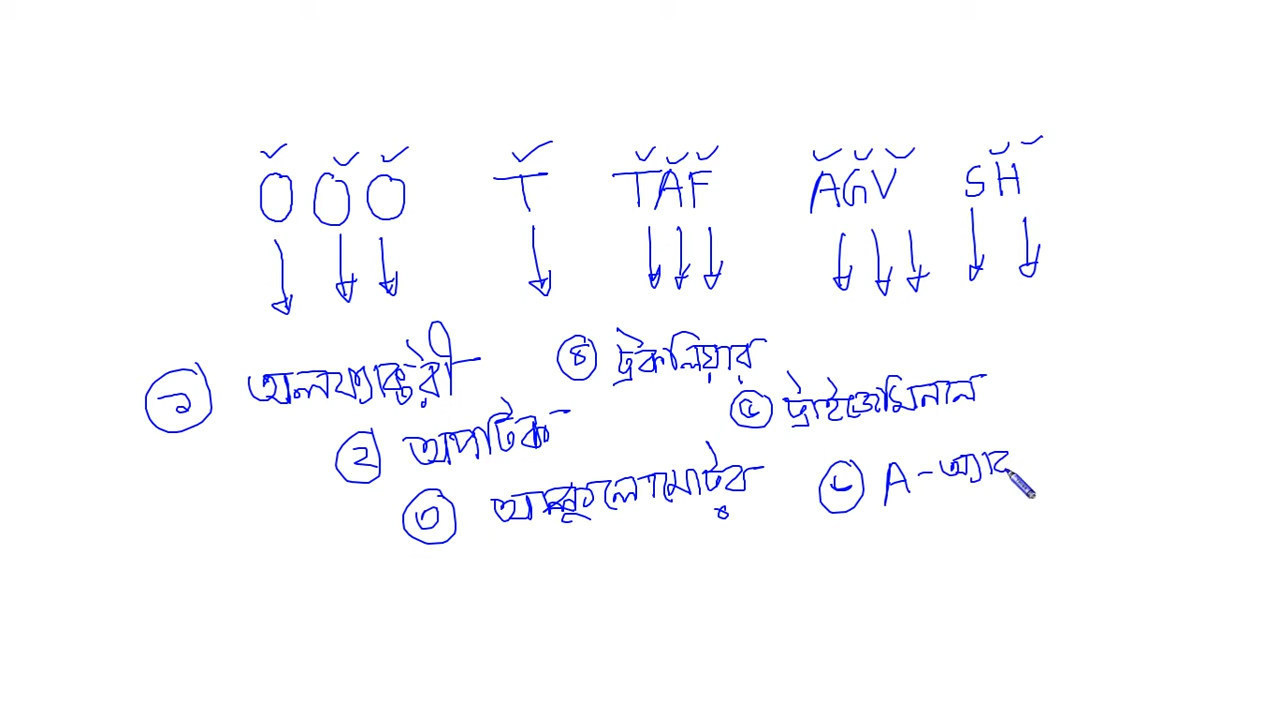 O O O T TAF AGV SH
১ অলফ্যাক্টরী
২ অপটিক
৩ অকুলোমোটর
৪ ট্রকলিয়ার
৫ ট্রাইজেমিনাল
৬ A-অ্যাব